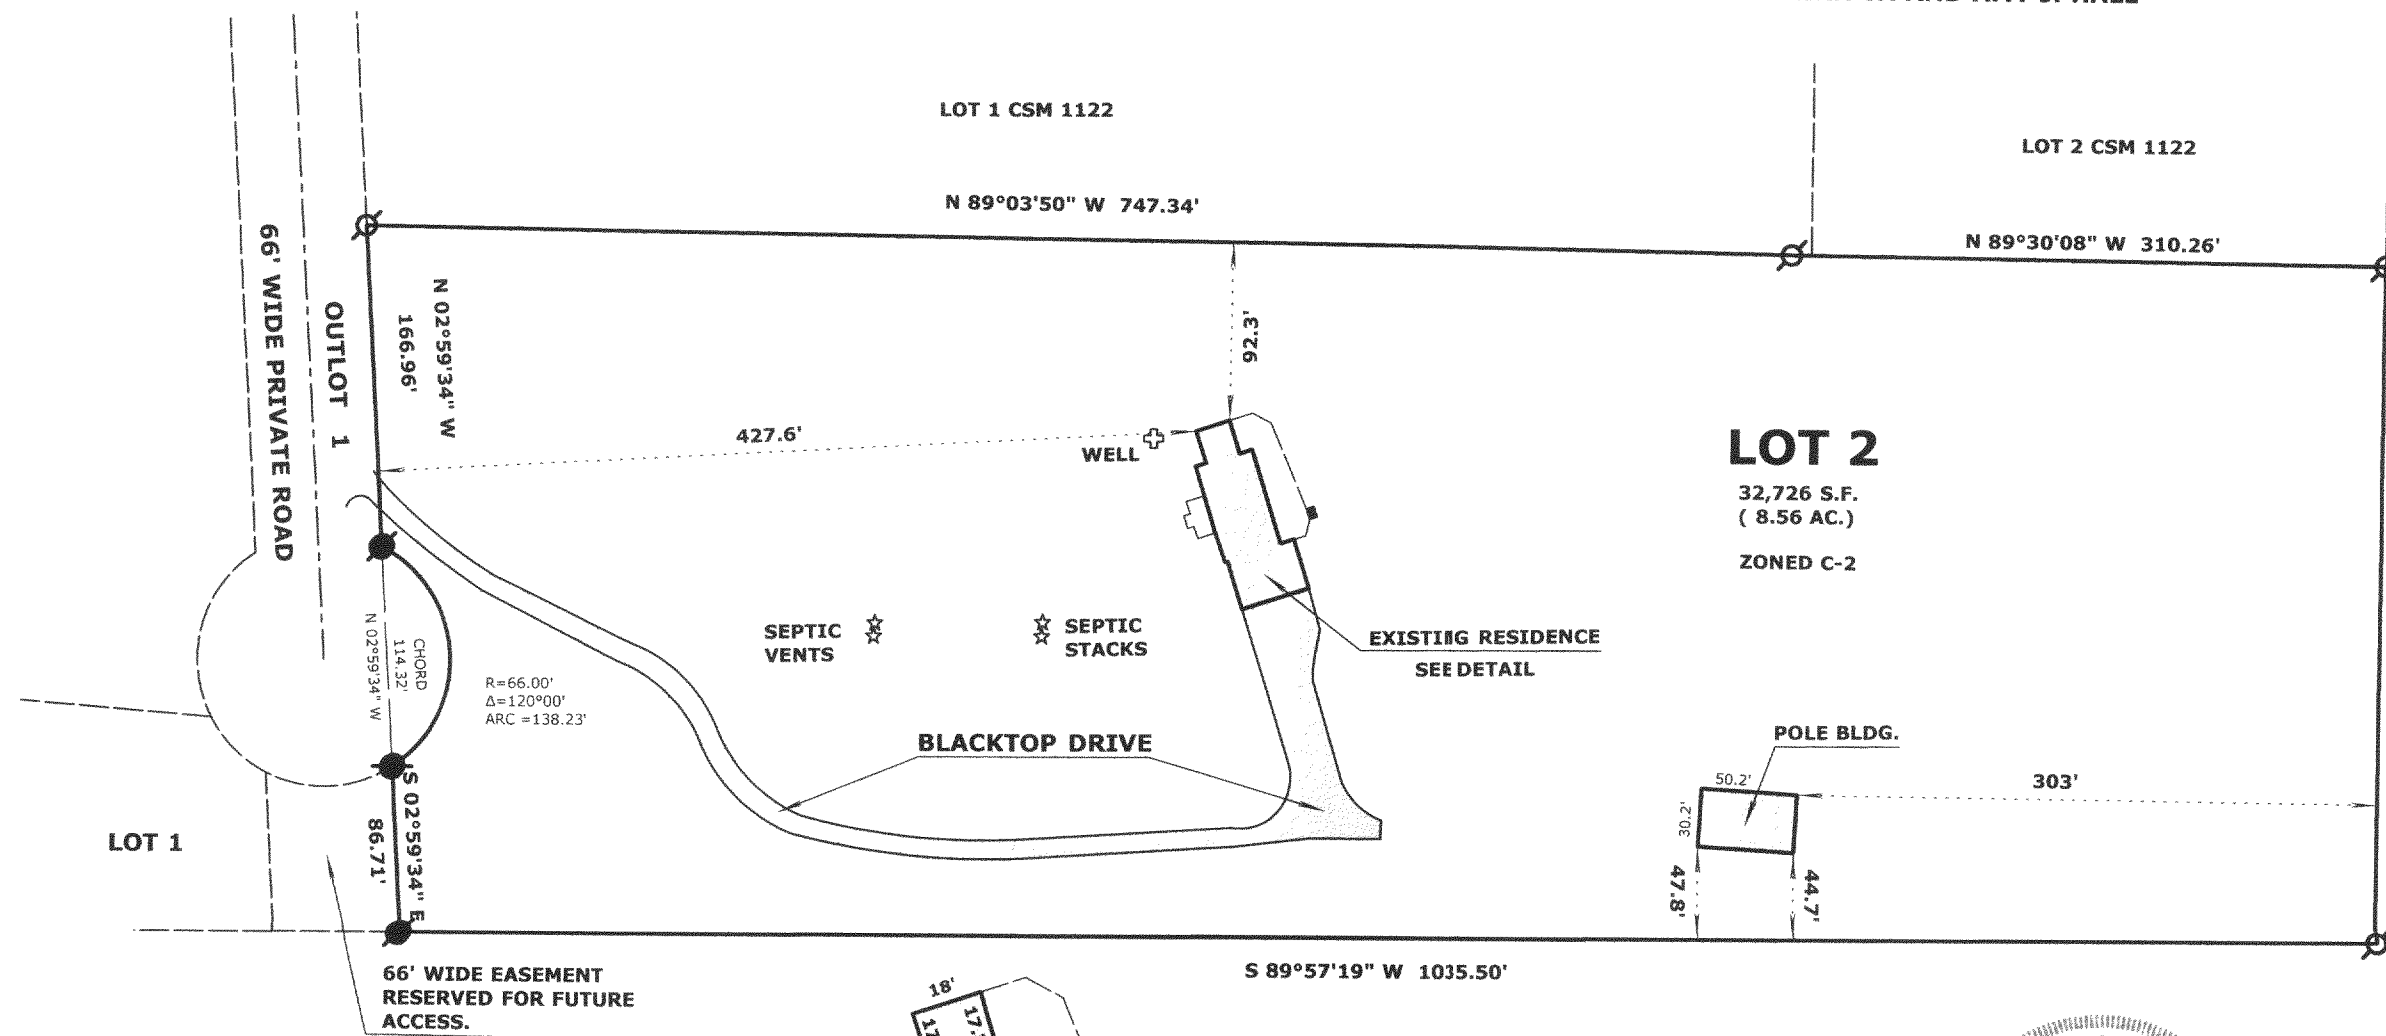 LOT 1 CSM 1122
LOT 2 CSM 1122
N 89°03'50" W 747.34'
N 89°30'08" W 310.26'
66' WIDE PRIVATE ROAD
OUTLOT 1
N 02°59'34" W
166.96'
92.3'
427.6'
WELL
LOT 2
32,726 S.F.
( 8.56 AC.)
ZONED C-2
SEPTIC
VENTS
SEPTIC
STACKS
EXISTING RESIDENCE
SEE DETAIL
CHORD
114.32'
N 02°59'34" W
R=66.00'
Δ=120°00'
ARC =138.23'
BLACKTOP DRIVE
POLE BLDG.
50.2'
30.2'
303'
47.8'
44.7'
LOT 1
S 02°59'34" E
86.71'
S 89°57'19" W 1035.50'
66' WIDE EASEMENT
RESERVED FOR FUTURE
ACCESS.
18'